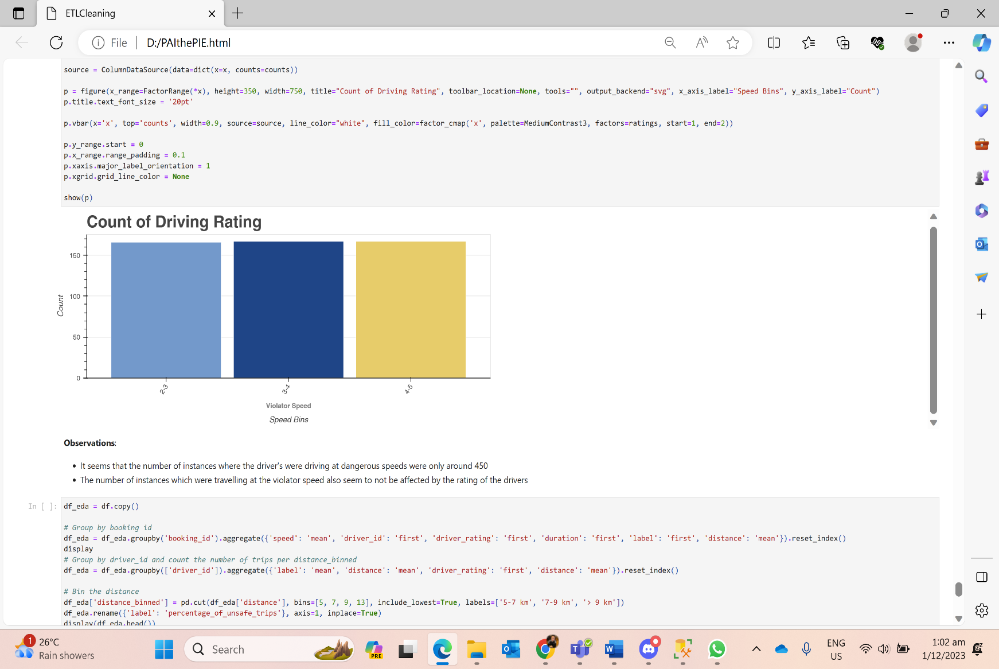 ETLCleaning
File
D:/PAIthePIE.html
source = ColumnDataSource(data=dict(x=x, counts=counts))
p = figure(x_range=FactorRange(*x), height=350, width=750, title="Count of Driving Rating", toolbar_location=None, tools="", output_backend="svg", x_axis_label="Speed Bins", y_axis_label="Count")
p.title.text_font_size = '20pt'
p.vbar(x='x', top='counts', width=0.9, source=source, line_color="white", fill_color=factor_cmap('x', palette=MediumContrast3, factors=ratings, start=1, end=2))
p.y_range.start = 0
p.x_range.range_padding = 0.1
p.xaxis.major_label_orientation = 1
p.xgrid.grid_line_color = None
show(p)
Count of Driving Rating
150
100
50
0
Count
2-3
3-4
4-5
Violator Speed
Speed Bins
Observations:
• It seems that the number of instances where the driver's were driving at dangerous speeds were only around 450
• The number of instances which were travelling at the violator speed also seem to not be affected by the rating of the drivers
In [ ]:
df_eda = df.copy()
# Group by booking id
df_eda = df_eda.groupby('booking_id').aggregate({'speed': 'mean', 'driver_id': 'first', 'driver_rating': 'first', 'duration': 'first', 'label': 'first', 'distance': 'mean'}).reset_index()
display
# Group by driver_id and count the number of trips per distance_binned
df_eda = df_eda.groupby(['driver_id']).aggregate({'label': 'mean', 'distance': 'mean', 'driver_rating': 'first', 'distance': 'mean'}).reset_index()
# Bin the distance
df_eda['distance_binned'] = pd.cut(df_eda['distance'], bins=[5, 7, 9, 13], include_lowest=True, labels=['5-7 km', '7-9 km', '> 9 km'])
df_eda.rename({'label': 'percentage_of_unsafe_trips'}, axis=1, inplace=True)
display(df_eda.head())
1
26°C
Rain showers
Search
PRE
ENG
US
1:02 am
1/12/2023